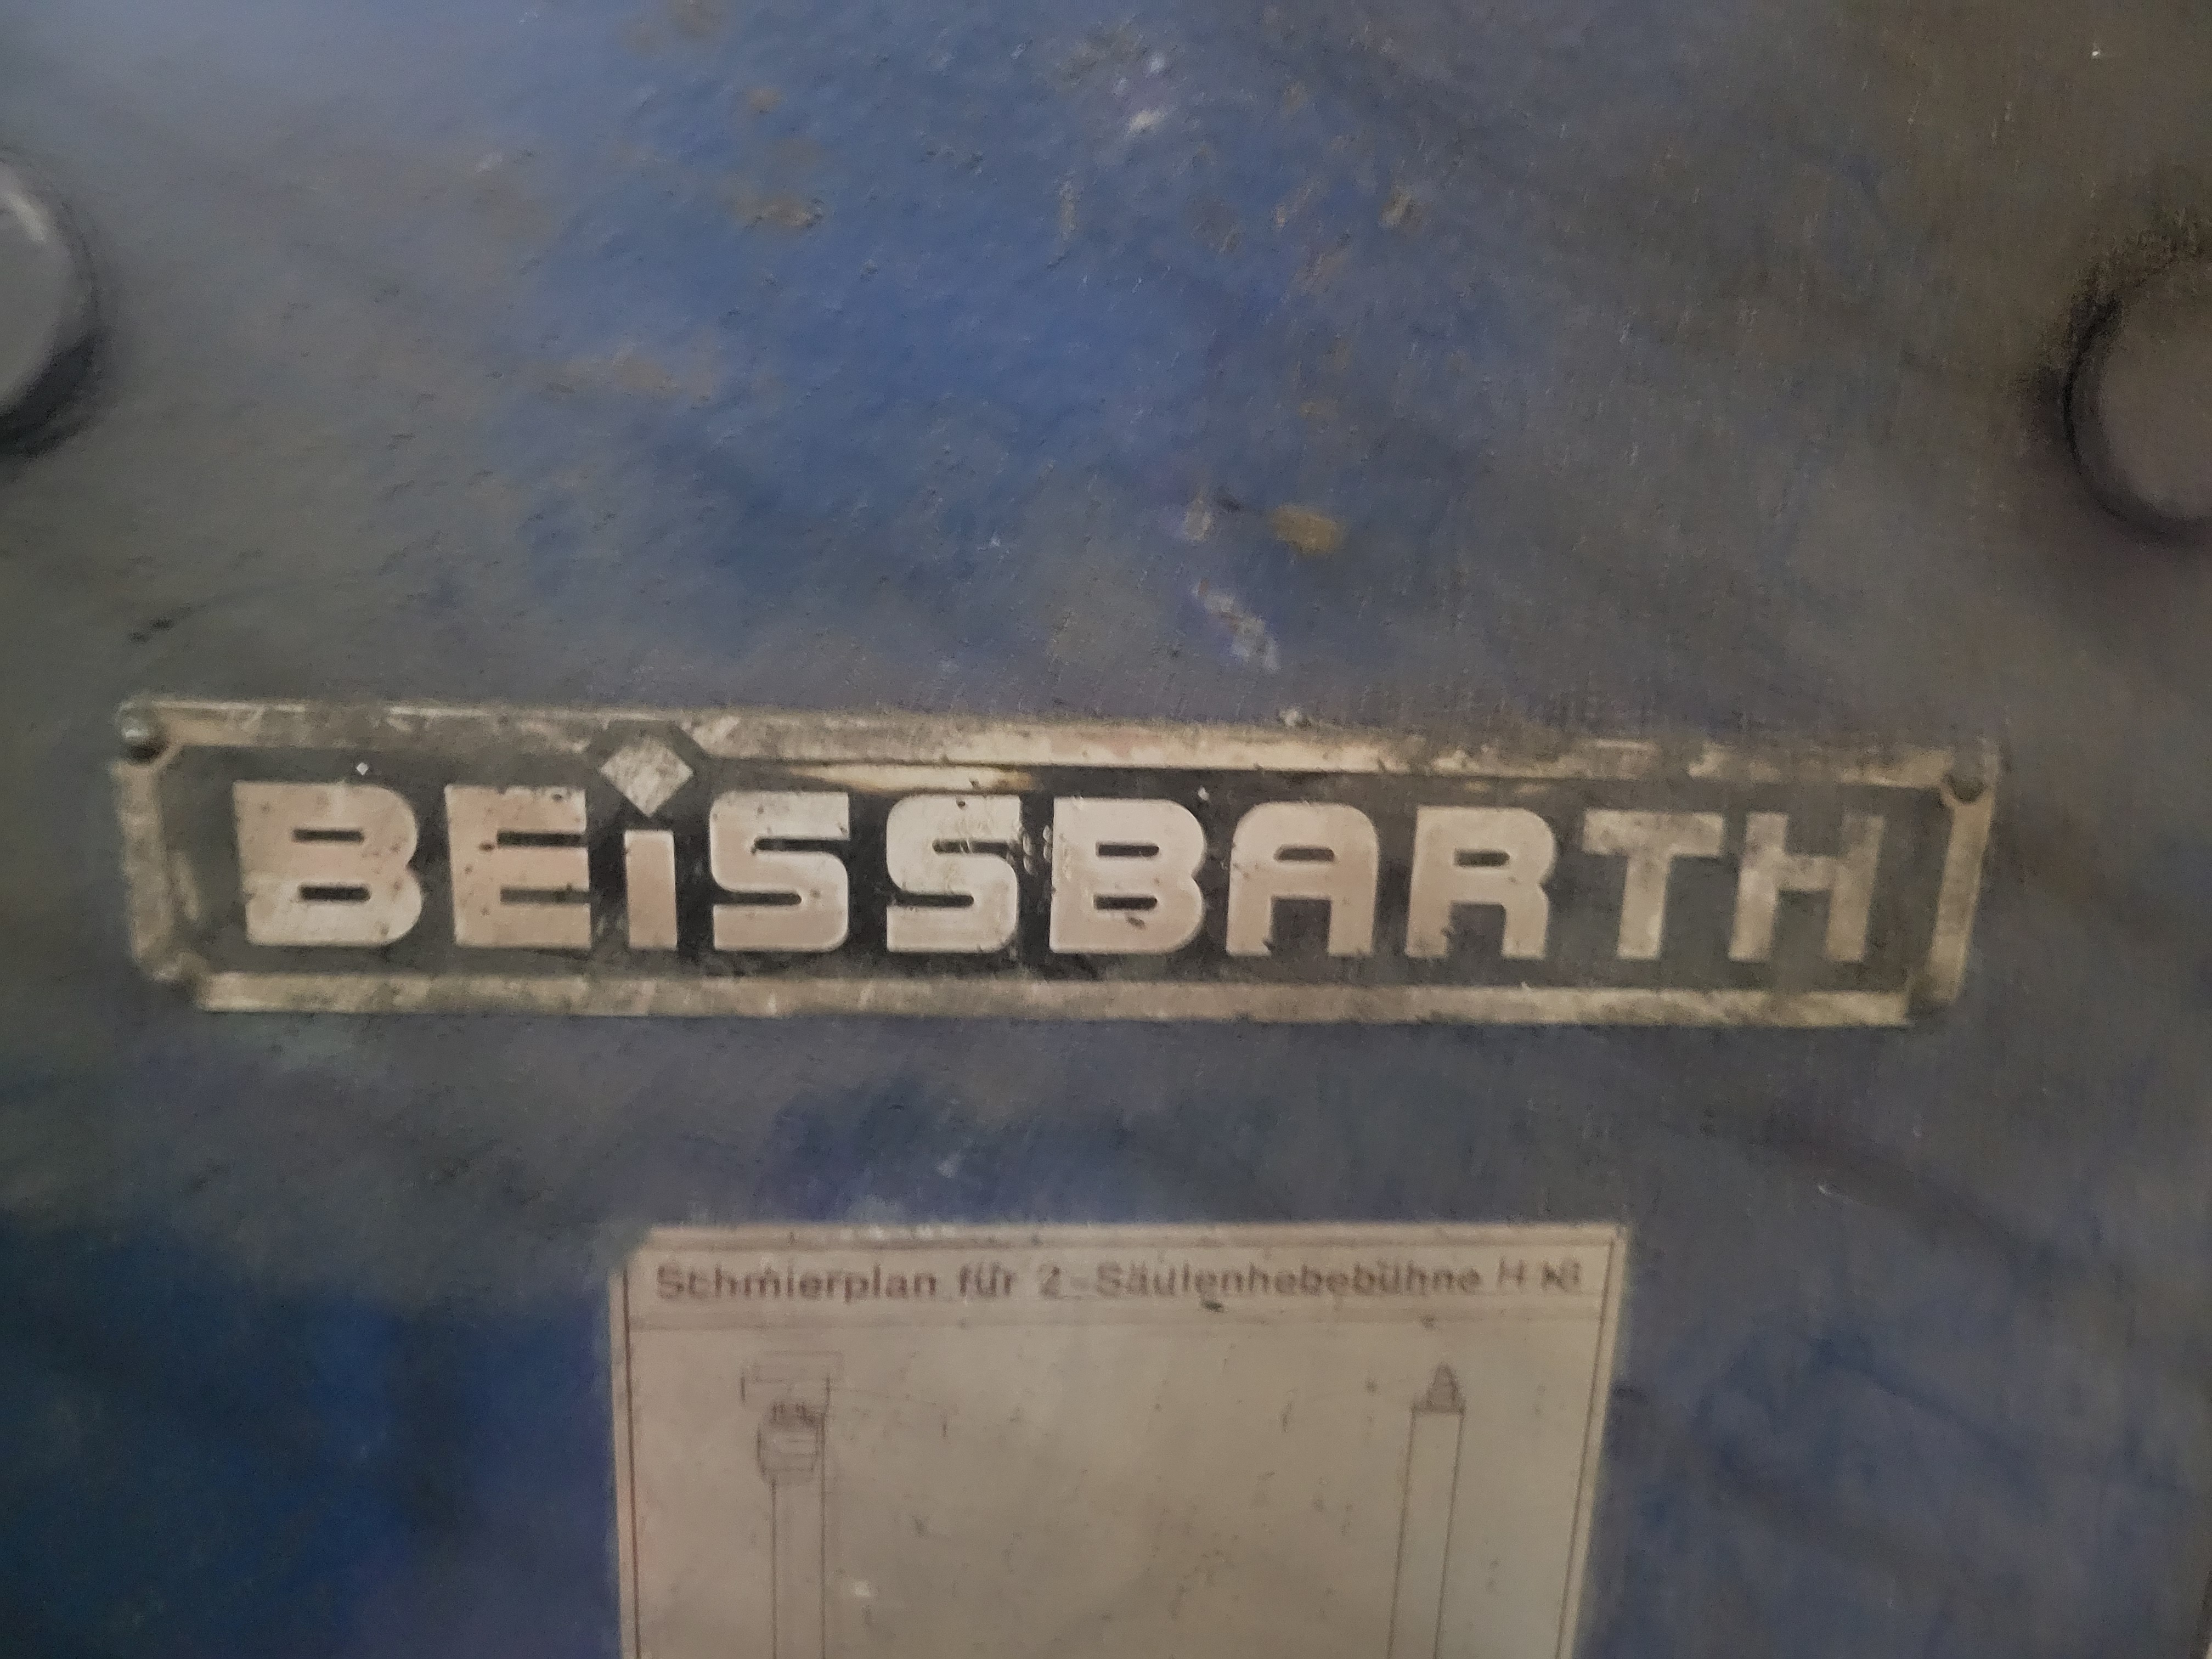 BEiSSBARTH
Schmierplan für 2-Säulenhebebühne